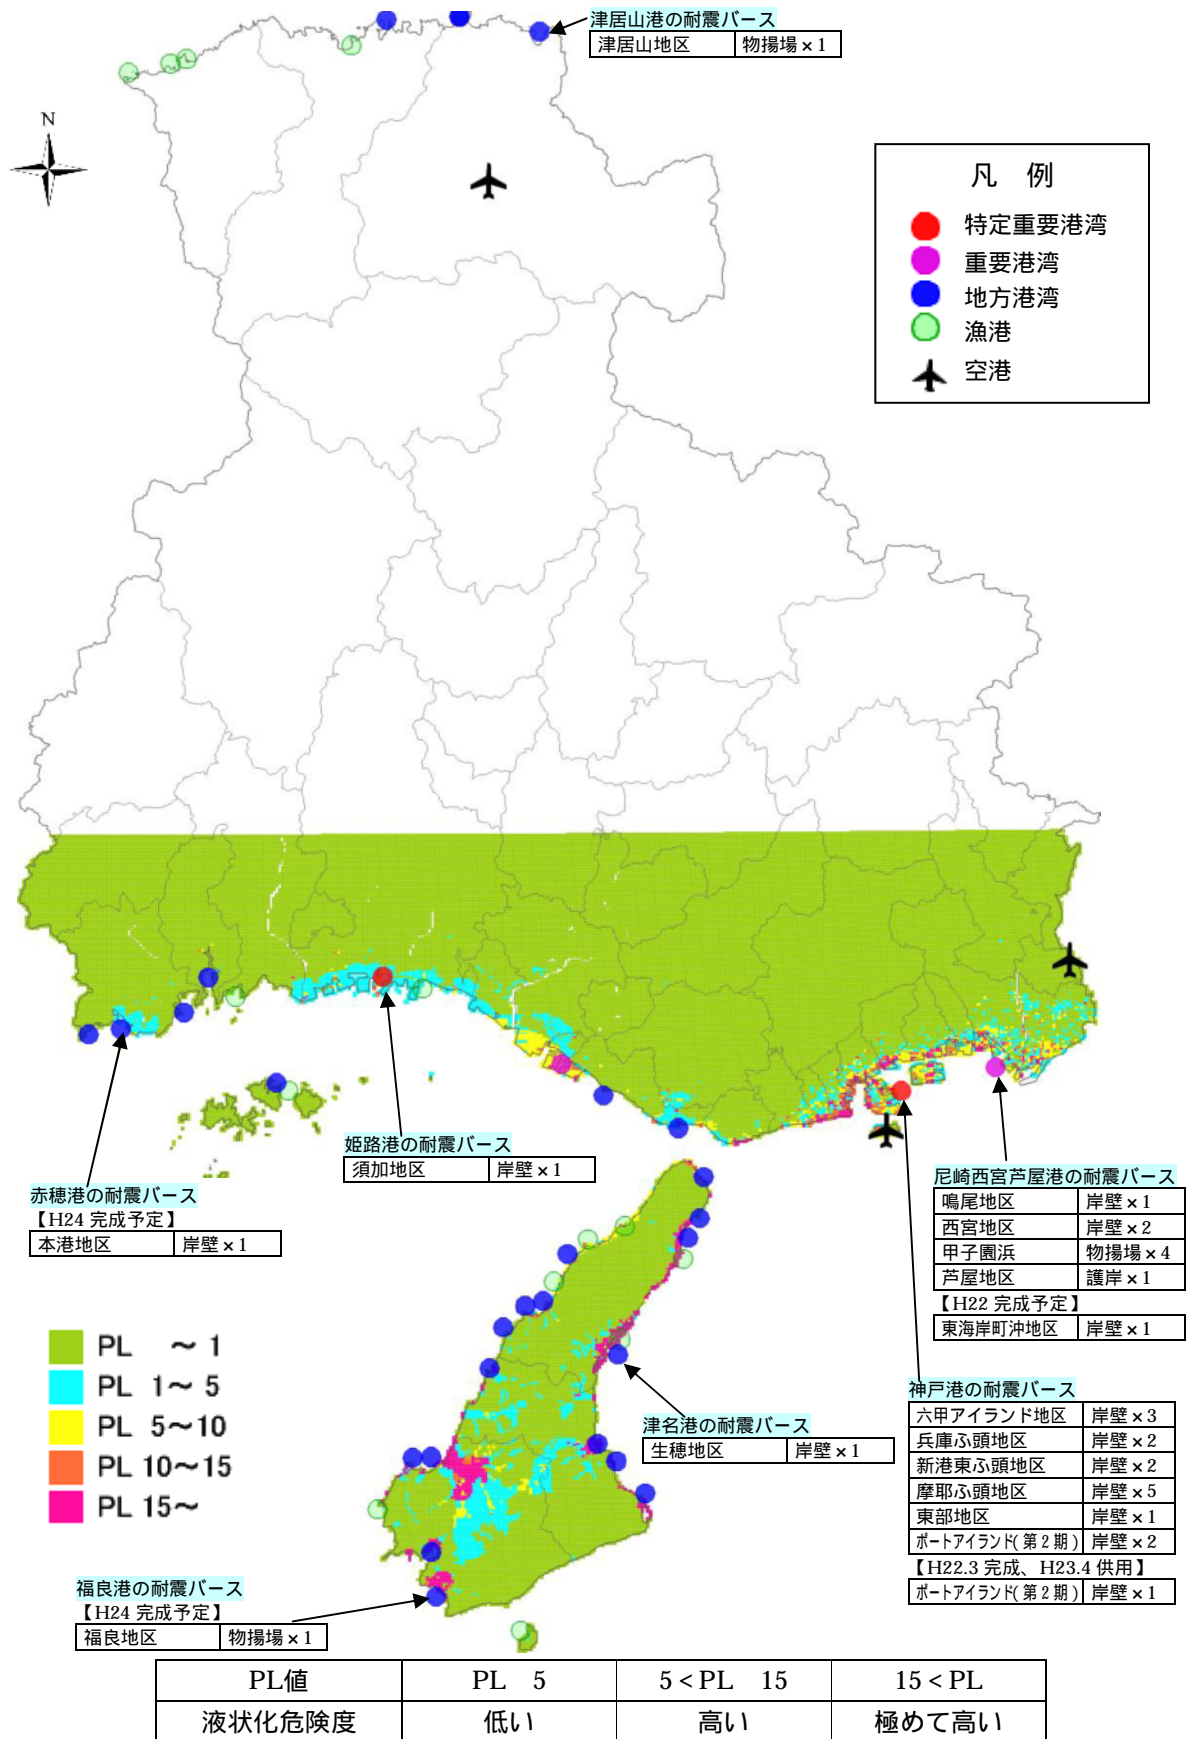 津居山港の耐震バース
津居山地区 物揚場×1
N
凡 例
特定重要港湾
重要港湾
地方港湾
漁港
空港
姫路港の耐震バース
須加地区 岸壁×1
赤穂港の耐震バース
【H24 完成予定】
本港地区 岸壁×1
尼崎西宮芦屋港の耐震バース
鳴尾地区 岸壁×1
西宮地区 岸壁×2
甲子園浜 物揚場×4
芦屋地区 護岸×1
【H22 完成予定】
東海岸町沖地区 岸壁×1
PL ～1
PL 1～5
PL 5～10
PL 10～15
PL 15～
神戸港の耐震バース
六甲アイランド地区 岸壁×3
兵庫ふ頭地区 岸壁×2
新港東ふ頭地区 岸壁×2
摩耶ふ頭地区 岸壁×5
東部地区 岸壁×1
ポートアイランド(第2期) 岸壁×2
【H22.3 完成、H23.4 供用】
ポートアイランド(第2期) 岸壁×1
津名港の耐震バース
生穂地区 岸壁×1
福良港の耐震バース
【H24 完成予定】
福良地区 物揚場×1
PL値 PL 5 5<PL 15 15<PL
液状化危険度 低い 高い 極めて高い